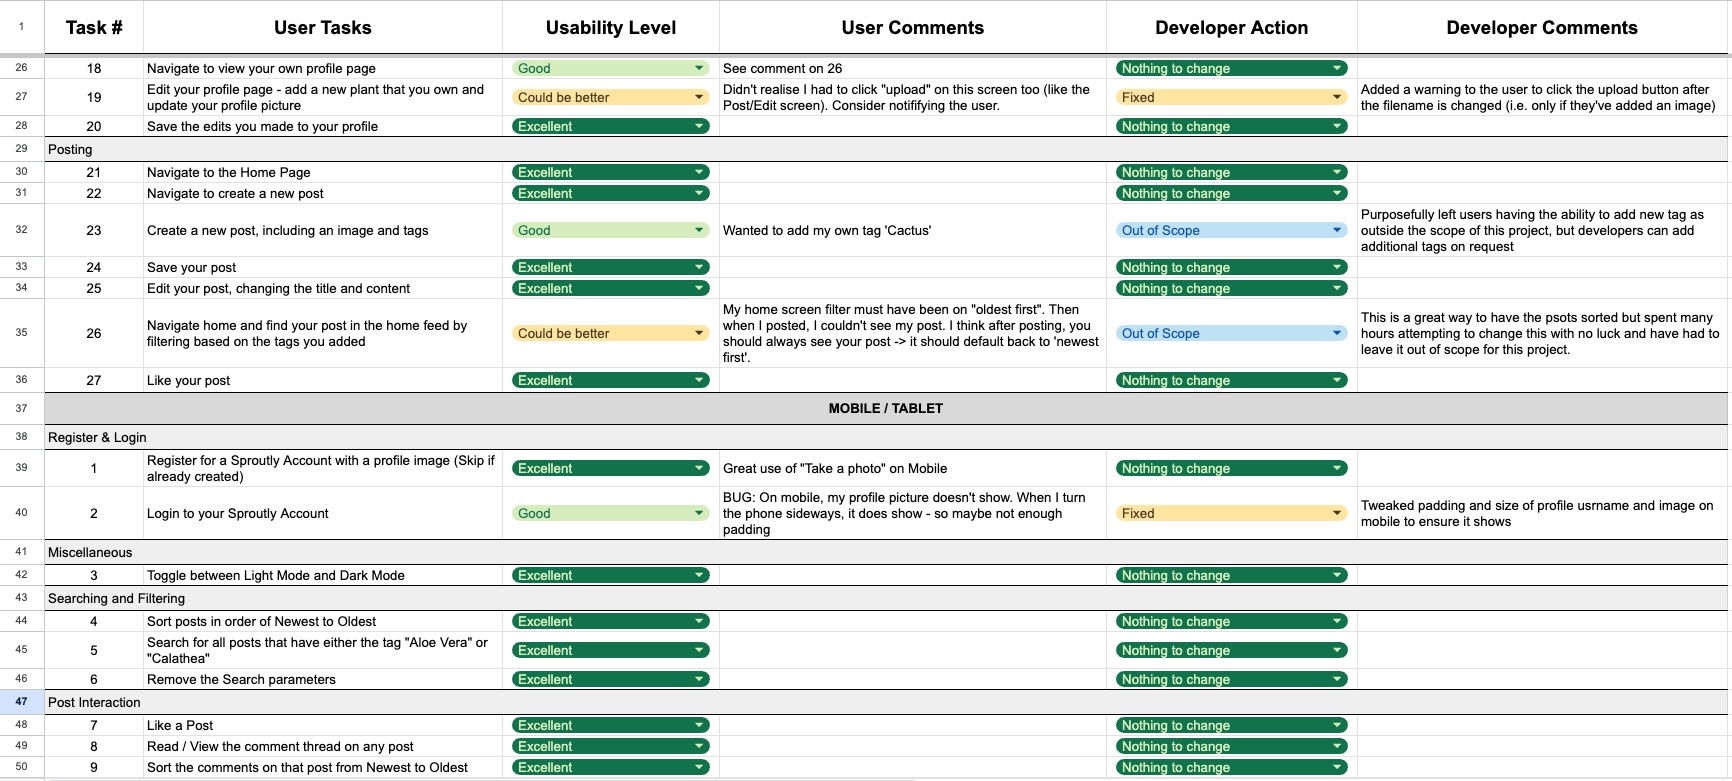 1 Task # User Tasks Usability Level User Comments Developer Action Developer Comments
26 18 Navigate to view your own profile page Good See comment on 26 Nothing to change
27 19 Edit your profile page - add a new plant that you own and update your profile picture Could be better Didn't realise I had to click "upload" on this screen too (like the Post/Edit screen). Consider notififying the user. Fixed Added a warning to the user to click the upload button after the filename is changed (i.e. only if they've added an image)
28 20 Save the edits you made to your profile Excellent Nothing to change
29 Posting
30 21 Navigate to the Home Page Excellent Nothing to change
31 22 Navigate to create a new post Excellent Nothing to change
32 23 Create a new post, including an image and tags Good Wanted to add my own tag 'Cactus' Out of Scope Purposefully left users having the ability to add new tag as outside the scope of this project, but developers can add additional tags on request
33 24 Save your post Excellent Nothing to change
34 25 Edit your post, changing the title and content Excellent Nothing to change
35 26 Navigate home and find your post in the home feed by filtering based on the tags you added Could be better My home screen filter must have been on "oldest first". Then when I posted, I couldn't see my post. I think after posting, you should always see your post -> it should default back to 'newest first'. Out of Scope This is a great way to have the psots sorted but spent many hours attempting to change this with no luck and have had to leave it out of scope for this project.
36 27 Like your post Excellent Nothing to change
37 MOBILE / TABLET
38 Register & Login
39 1 Register for a Sproutly Account with a profile image (Skip if already created) Excellent Great use of "Take a photo" on Mobile Nothing to change
40 2 Login to your Sproutly Account Good BUG: On mobile, my profile picture doesn't show. When I turn the phone sideways, it does show - so maybe not enough padding Fixed Tweaked padding and size of profile usrname and image on mobile to ensure it shows
41 Miscellaneous
42 3 Toggle between Light Mode and Dark Mode Excellent Nothing to change
43 Searching and Filtering
44 4 Sort posts in order of Newest to Oldest Excellent Nothing to change
45 5 Search for all posts that have either the tag "Aloe Vera" or "Calathea" Excellent Nothing to change
46 6 Remove the Search parameters Excellent Nothing to change
47 Post Interaction
48 7 Like a Post Excellent Nothing to change
49 8 Read / View the comment thread on any post Excellent Nothing to change
50 9 Sort the comments on that post from Newest to Oldest Excellent Nothing to change